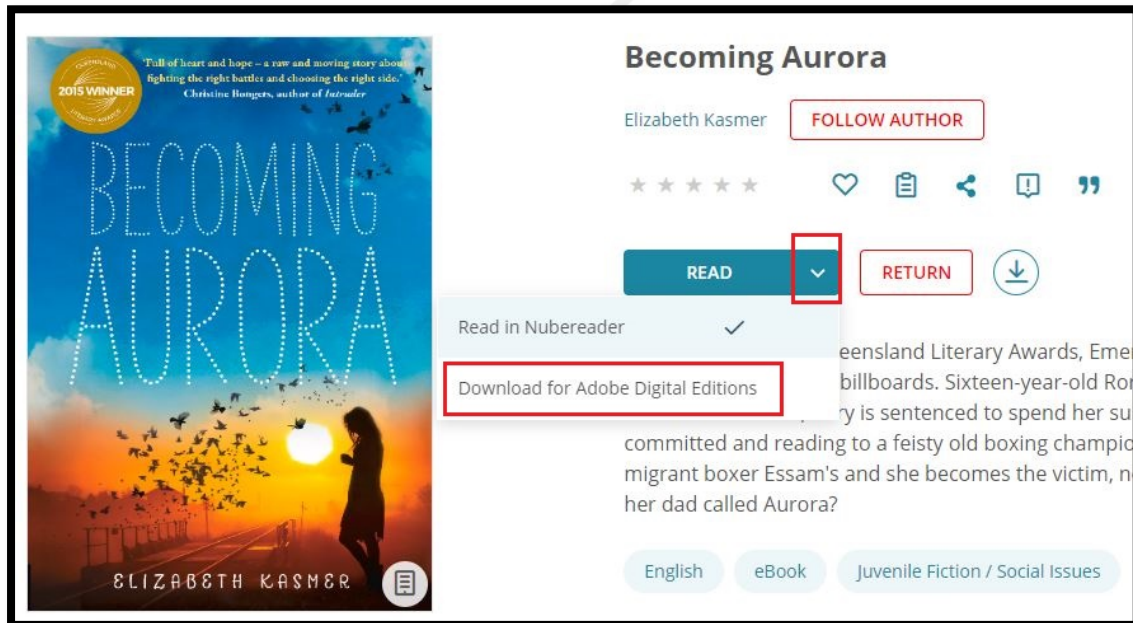 QUEENSLAND
2015 WINNER
LITERARY AWARDS
'Full of heart and hope – a raw and moving story about
fighting the right battles and choosing the right side.'
Christine Bongers, author of Intruder
BECOMING
AURORA
ELIZABETH KASMER
Becoming Aurora
Elizabeth Kasmer FOLLOW AUTHOR
READ RETURN
Read in Nubereader
Download for Adobe Digital Editions
eensland Literary Awards, Emer
billboards. Sixteen-year-old Ron
ry is sentenced to spend her su
committed and reading to a feisty old boxing champio
migrant boxer Essam's and she becomes the victim, n
her dad called Aurora?
English eBook Juvenile Fiction / Social Issues